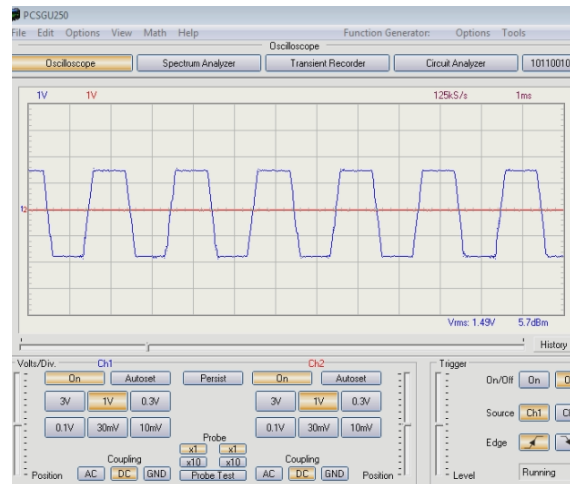 PCSGU250
File Edit Options View Math Help Function Generator: Options Tools
Oscilloscope
Oscilloscope Spectrum Analyzer Transient Recorder Circuit Analyzer 10110010
1V 1V 125kS/s 1ms
12
Vrms: 1.49V 5.7dBm
History
Volts/Div. Ch1 Ch2 Trigger
On Autoset Persist On Autoset On/Off On
3V 1V 0.3V 3V 1V 0.3V
Source Ch1
0.1V 30mV 10mV Probe 0.1V 30mV 10mV
x1 x1 Edge
Coupling x10 x10 Coupling
Position AC DC GND Probe Test AC DC GND Position Level Running